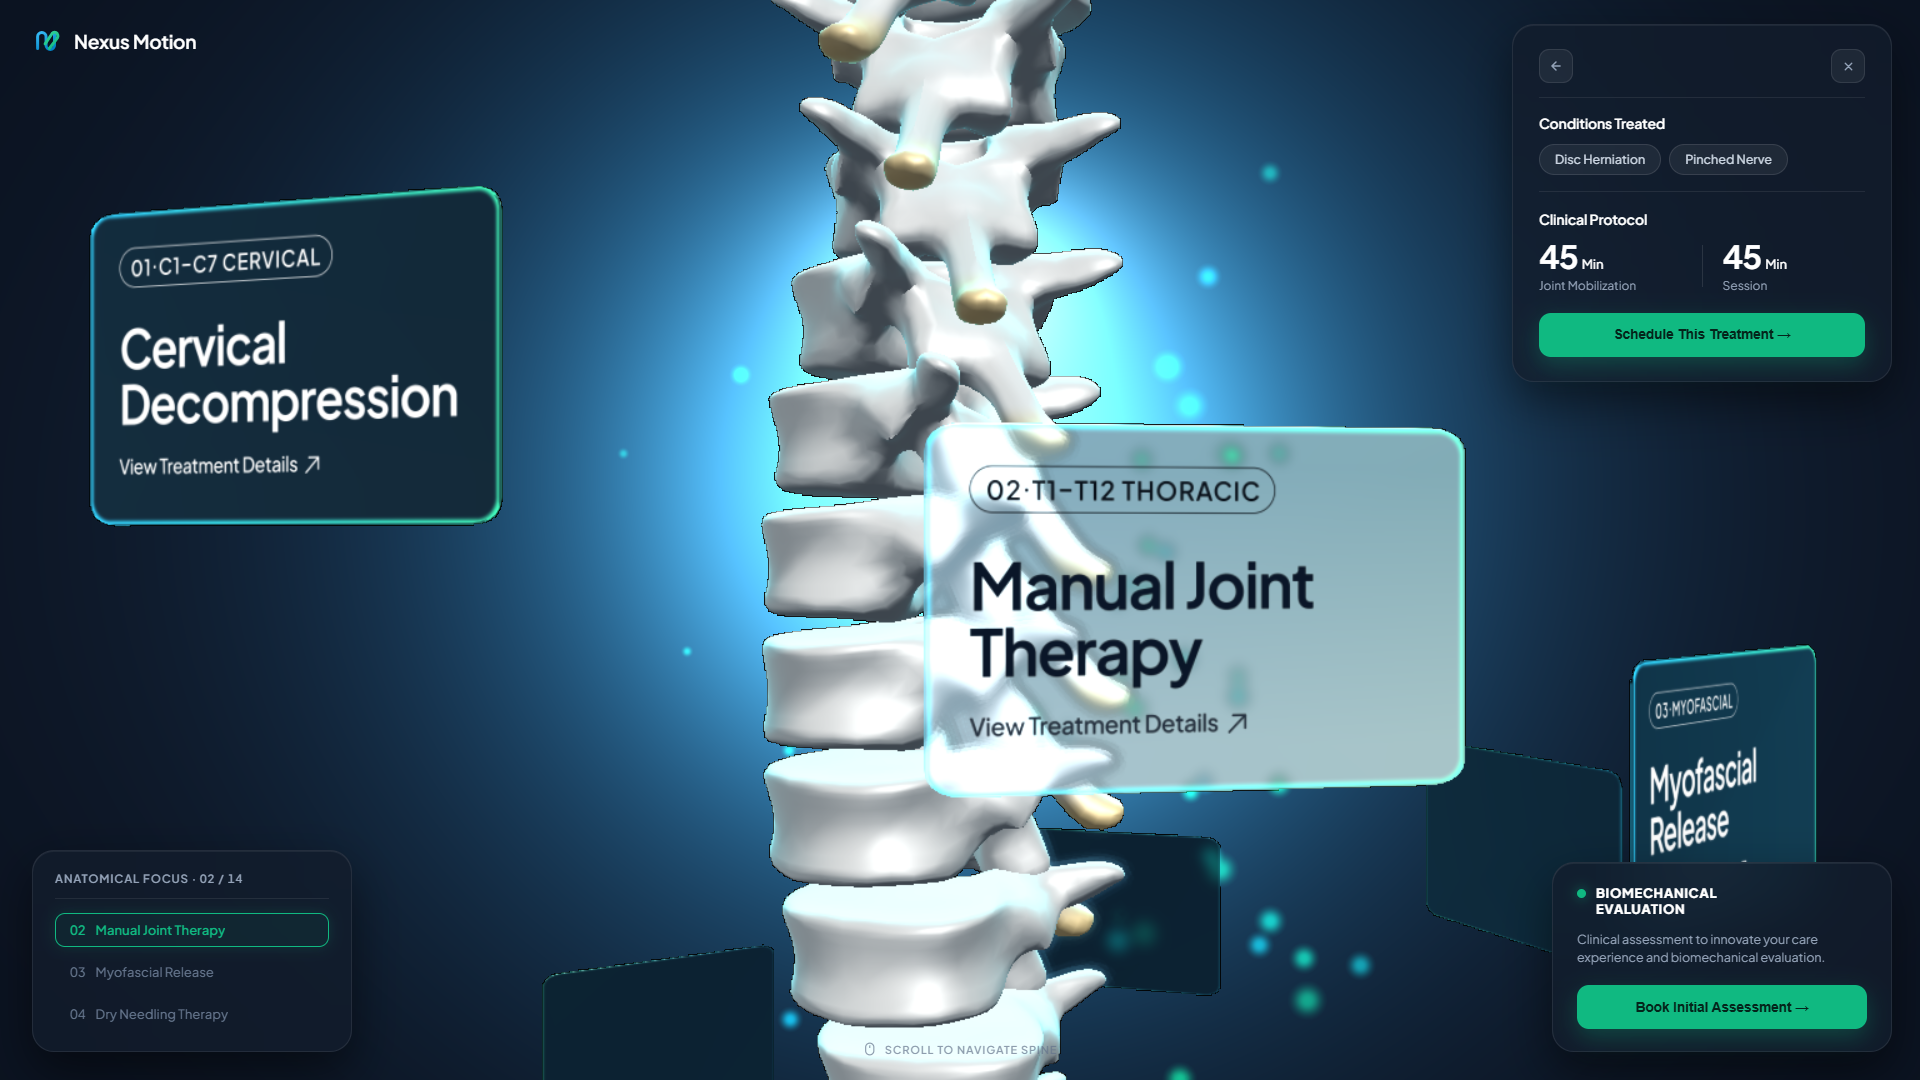 Nexus Motion
01·C1–C7 CERVICAL
Cervical
Decompression
View Treatment Details ↗
02·T1–T12 THORACIC
Manual Joint
Therapy
View Treatment Details ↗
Conditions Treated
Disc Herniation
Pinched Nerve
Clinical Protocol
45 Min
Joint Mobilization
45 Min
Session
Schedule This Treatment →
03·MYOFASCIAL
Myofascial
Release
ANATOMICAL FOCUS · 02 / 14
02 Manual Joint Therapy
03 Myofascial Release
04 Dry Needling Therapy
SCROLL TO NAVIGATE SPINE
BIOMECHANICAL
EVALUATION
Clinical assessment to innovate your care
experience and biomechanical evaluation.
Book Initial Assessment →